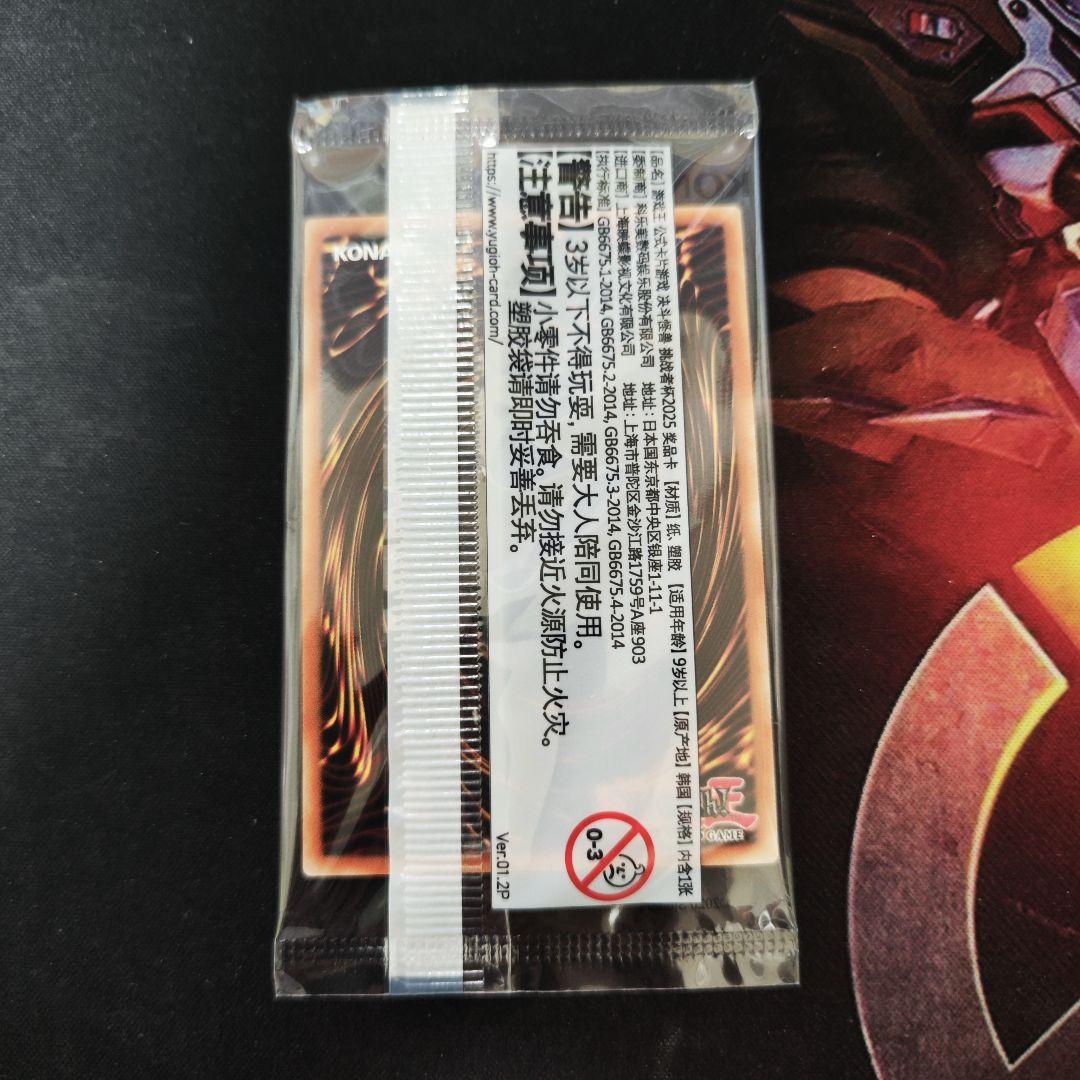 [品名] 游戏王 公式卡片游戏 决斗怪兽 挑战者杯2025 奖品卡 【材质】纸、塑胶 【适用年龄】9岁以上【原产地】韩国【规格】内含1张
[委制商] 科乐美数码娱乐股份有限公司 地址:日本国东京都中央区银座1-11-1
[进口商] 上海映蝶影视文化有限公司 地址:上海市普陀区金沙江路1759号A座903
[执行标准] GB6675.1-2014, GB6675.2-2014, GB6675.3-2014, GB6675.4-2014
【警告】3岁以下不得玩耍, 需要大人陪同使用。
【注意事项】小零件请勿吞食。请勿接近火源防止火灾。
塑胶袋请即时妥善丢弃。
https://www.yugioh-card.com/
Ver.01.2P
0-3
KONA
GAME